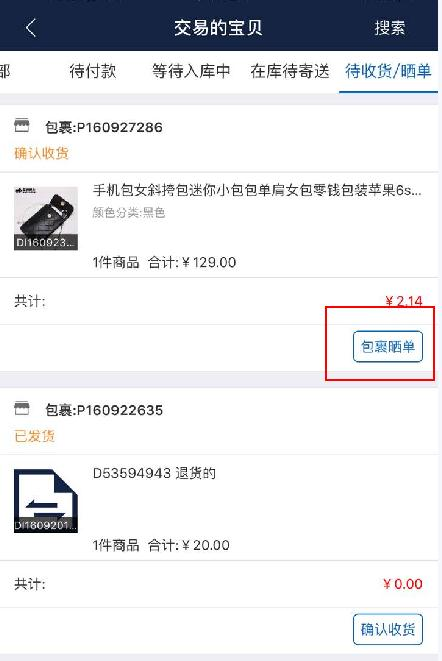 交易的宝贝
搜索
部
待付款
等待入库中
在库待寄送
待收货/晒单
包裹:P160927286
确认收货
手机包女斜挎包迷你小包包单肩女包零钱包装苹果6s...
颜色分类:黑色
DI160923...
1件商品 合计:￥129.00
共计:
￥2.14
包裹晒单
包裹:P160922635
已发货
D53594943 退货的
DI1609201...
1件商品 合计:￥20.00
共计:
￥0.00
确认收货